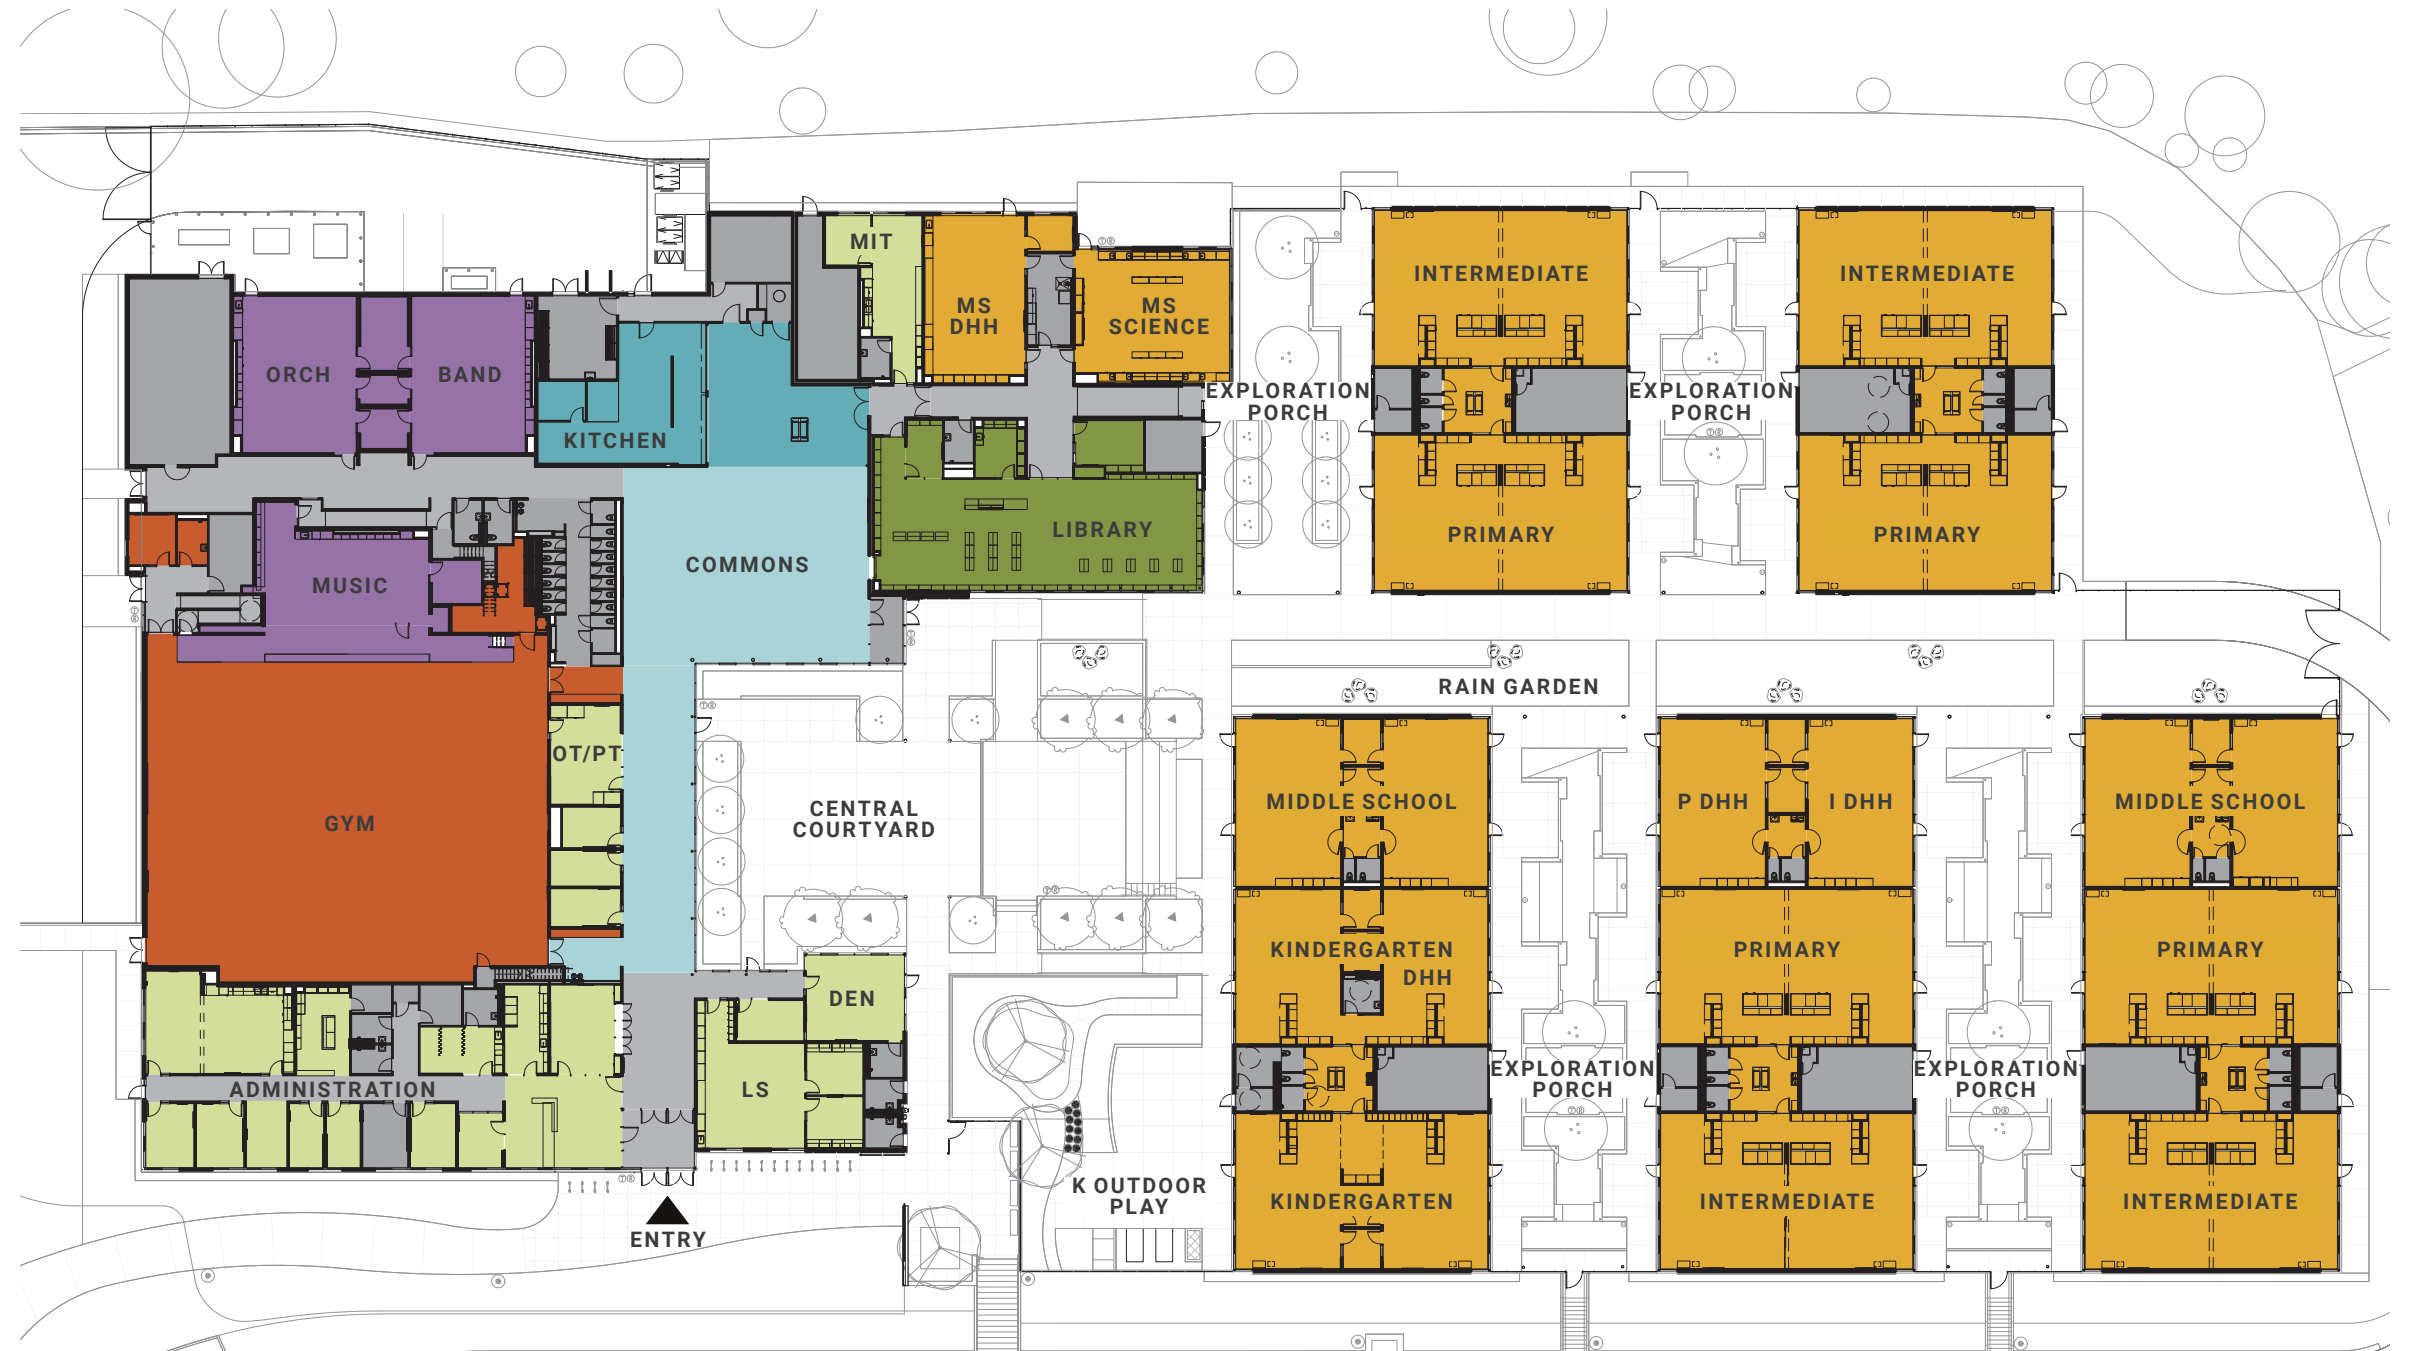 MIT
MS
DHH
MS
SCIENCE
INTERMEDIATE
INTERMEDIATE
ORCH
BAND
KITCHEN
EXPLORATION
PORCH
EXPLORATION
PORCH
LIBRARY
PRIMARY
PRIMARY
COMMONS
MUSIC
RAIN GARDEN
OT/PT
GYM
CENTRAL
COURTYARD
MIDDLE SCHOOL
P DHH
I DHH
MIDDLE SCHOOL
KINDERGARTEN
DHH
PRIMARY
PRIMARY
DEN
ADMINISTRATION
LS
EXPLORATION
PORCH
EXPLORATION
PORCH
K OUTDOOR
PLAY
KINDERGARTEN
INTERMEDIATE
INTERMEDIATE
ENTRY